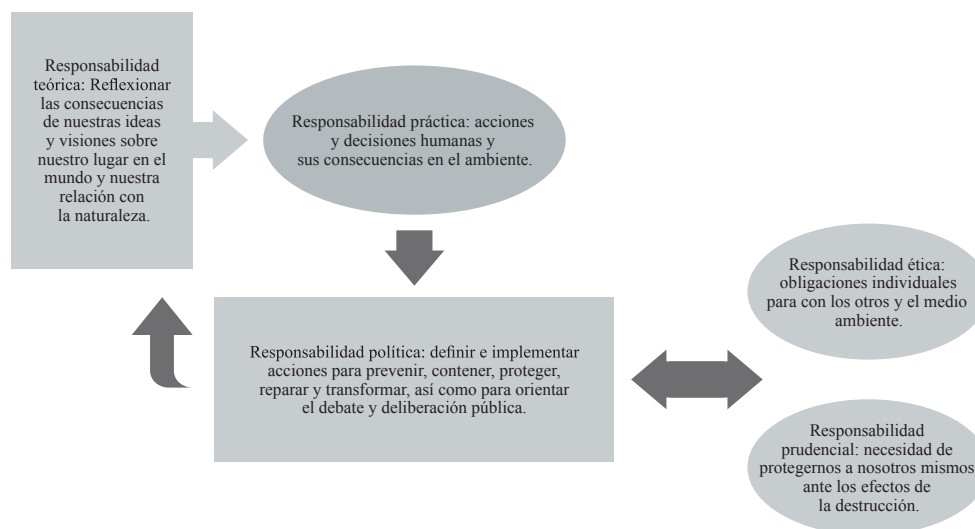 Responsabilidad
teórica: Reflexionar
las consecuencias
de nuestras ideas
y visiones sobre
nuestro lugar en el
mundo y nuestra
relación con
la naturaleza.
Responsabilidad práctica: acciones
y decisiones humanas y
sus consecuencias en el ambiente.
Responsabilidad política: definir e implementar
acciones para prevenir, contener, proteger,
reparar y transformar, así como para orientar
el debate y deliberación pública.
Responsabilidad ética:
obligaciones individuales
para con los otros y el medio
ambiente.
Responsabilidad
prudencial: necesidad de
protegernos a nosotros mismos
ante los efectos de
la destrucción.